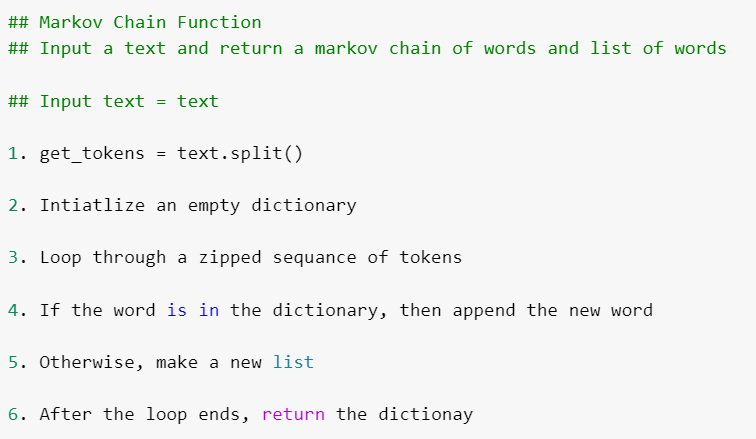 ## Markov Chain Function
## Input a text and return a markov chain of words and list of words
## Input text = text
1. get_tokens = text.split()
2. Intiatlize an empty dictionary
3. Loop through a zipped sequance of tokens
4. If the word is in the dictionary, then append the new word
5. Otherwise, make a new list
6. After the loop ends, return the dictionay